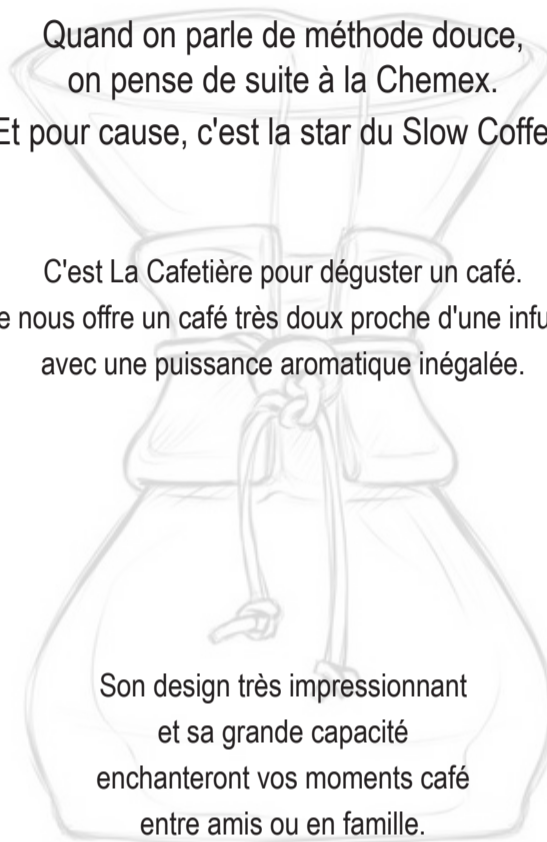 Quand on parle de méthode douce,
on pense de suite à la Chemex.
Et pour cause, c'est la star du Slow Coffe
C'est La Cafetière pour déguster un café.
e nous offre un café très doux proche d'une infu
avec une puissance aromatique inégalée.
Son design très impressionnant
et sa grande capacité
enchanteront vos moments café
entre amis ou en famille.